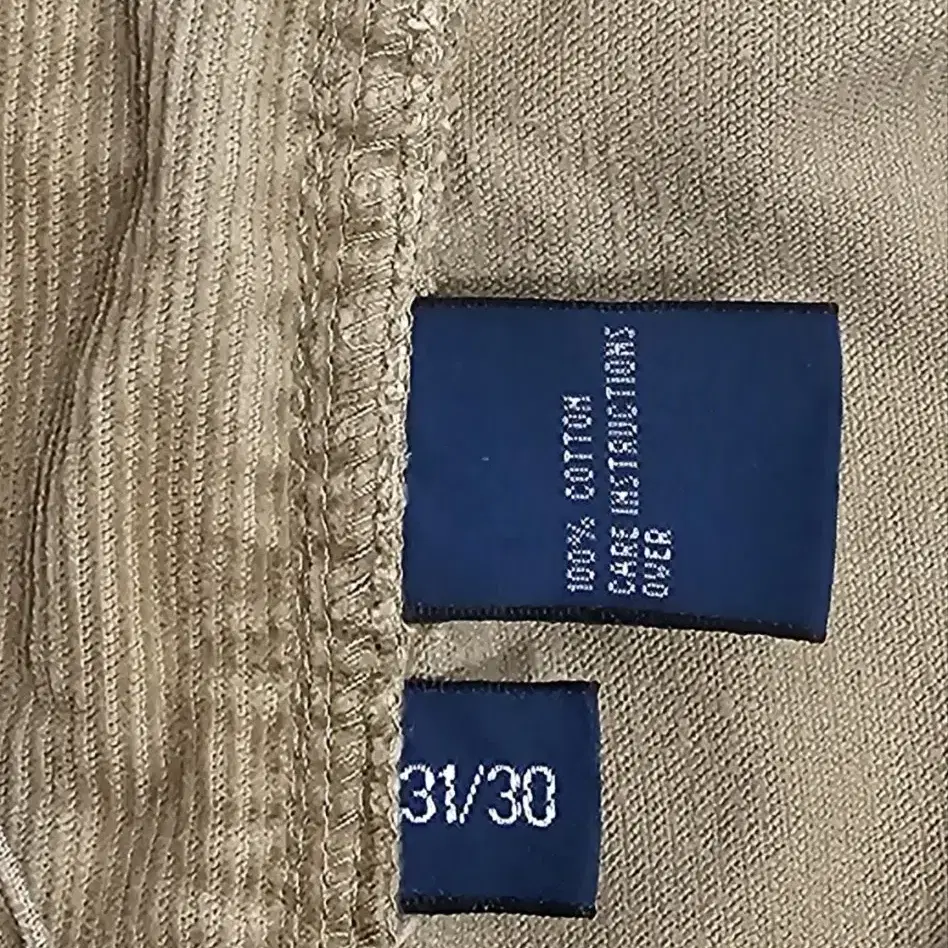 100% COTTON
CARE INSTRUCTIONS
OVER
31/30